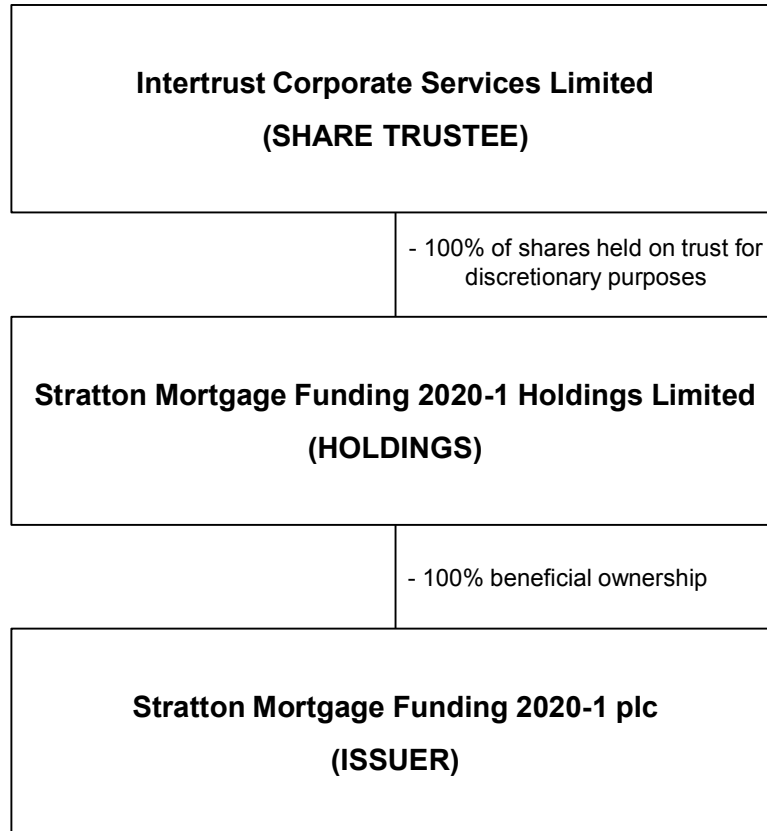 Intertrust Corporate Services Limited
(SHARE TRUSTEE)
- 100% of shares held on trust for
discretionary purposes
Stratton Mortgage Funding 2020-1 Holdings Limited
(HOLDINGS)
- 100% beneficial ownership
Stratton Mortgage Funding 2020-1 plc
(ISSUER)